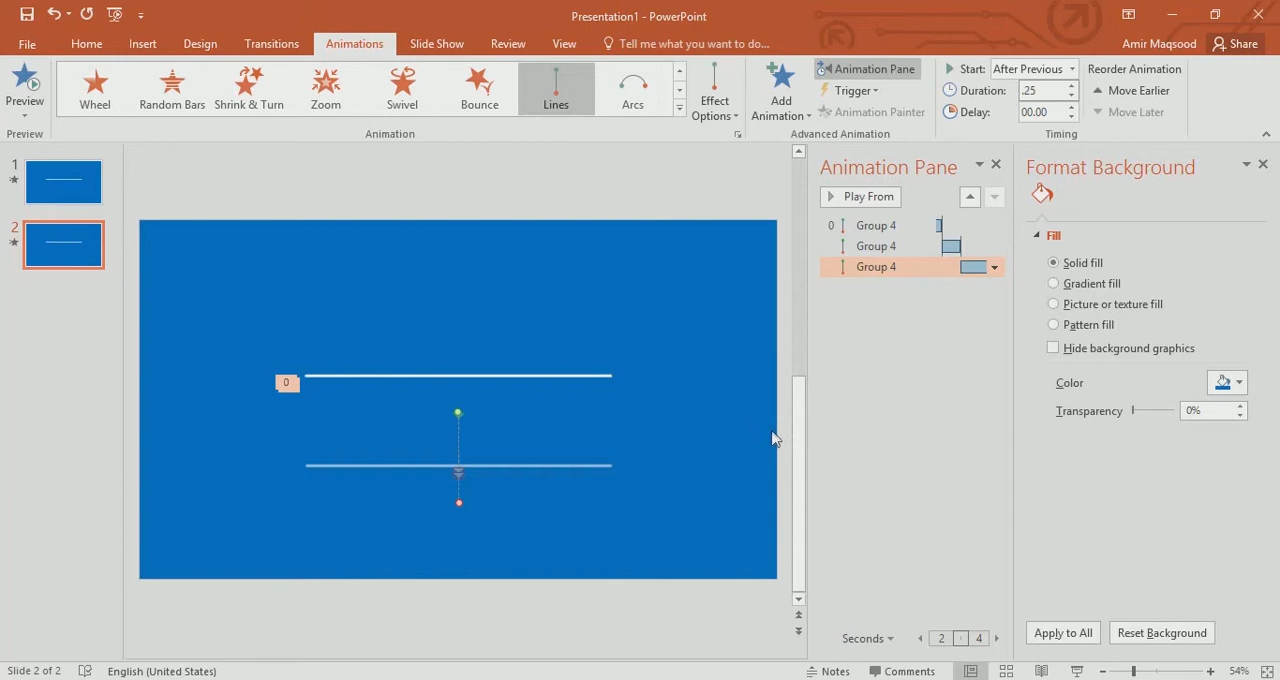 Presentation1 - PowerPoint
File Home Insert Design Transitions Animations Slide Show Review View Tell me what you want to do... Amir Maqsood Share
Preview Wheel Random Bars Shrink & Turn Zoom Swivel Bounce Lines Arcs Effect Options Add Animation
Animation Pane
Trigger
Animation Painter
Start: After Previous
Duration: .25
Delay: 00.00
Reorder Animation
Move Earlier
Move Later
Preview Animation Advanced Animation Timing
1
2
0
Animation Pane
Play From
0 Group 4
Group 4
Group 4
Seconds 2 4
Format Background
Fill
Solid fill
Gradient fill
Picture or texture fill
Pattern fill
Hide background graphics
Color
Transparency 0%
Apply to All Reset Background
Slide 2 of 2 English (United States) Notes Comments 54%